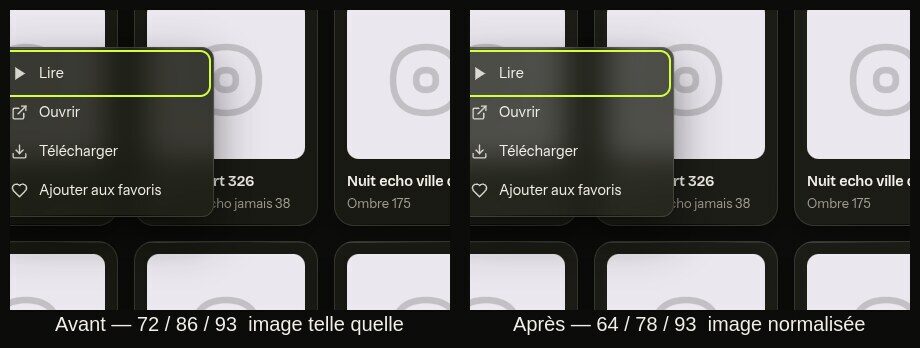 Lire
Ouvrir
Télécharger
Ajouter aux favoris
rt 326
cho jamais 38
Nuit echo ville
Ombre 175
Lire
Ouvrir
Télécharger
Ajouter aux favoris
rt 326
cho jamais 38
Nuit echo ville
Ombre 175
Avant — 72 / 86 / 93 image telle quelle
Après — 64 / 78 / 93 image normalisée